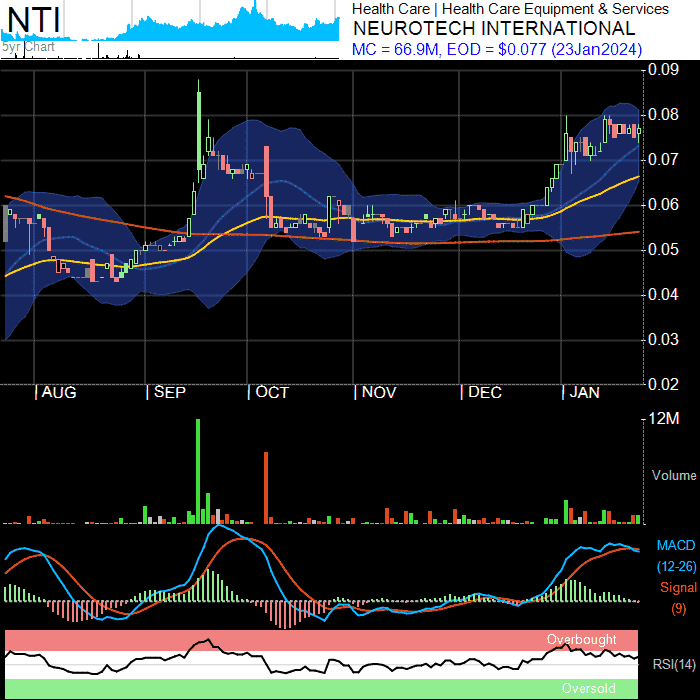 NTI
5yr Chart
Health Care | Health Care Equipment & Services
NEUROTECH INTERNATIONAL
MC = 66.9M, EOD = $0.077 (23Jan2024)
0.09
0.08
0.07
0.06
0.05
0.04
0.03
0.02
AUG SEP OCT NOV DEC JAN
12M
Volume
MACD
(12-26)
Signal
(9)
Overbought
RSI(14)
Oversold